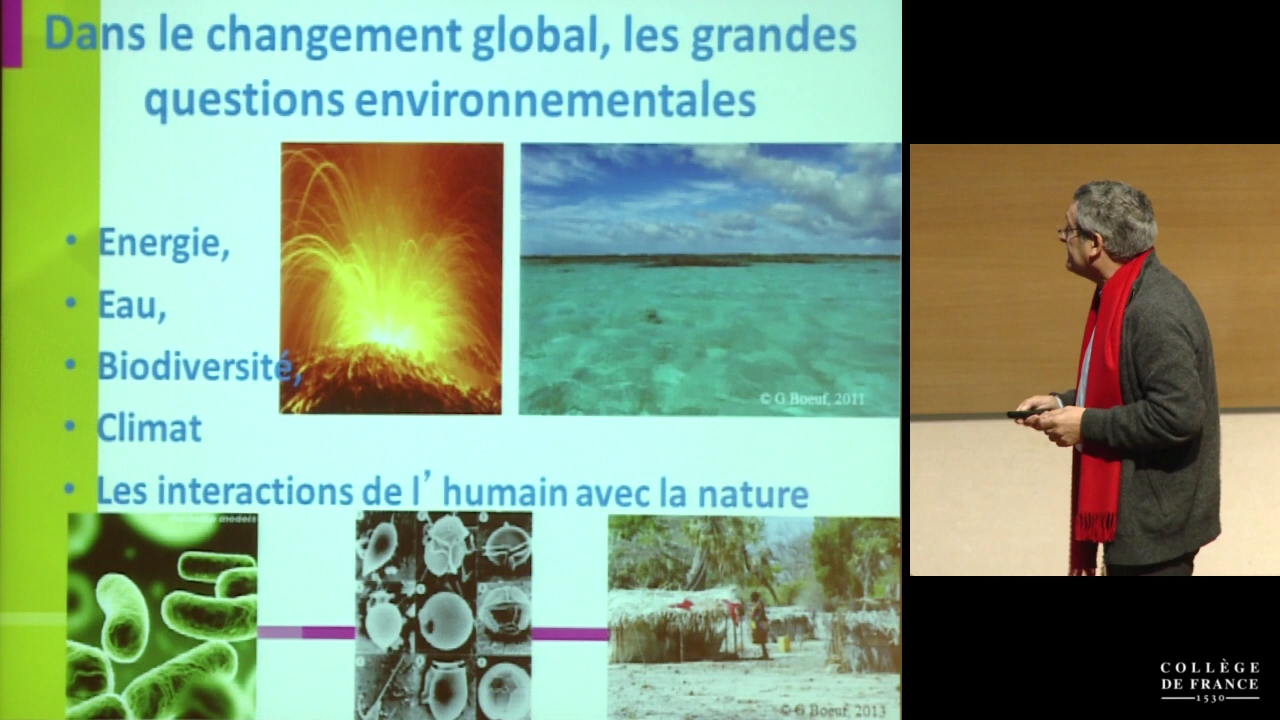 Dans le changement global, les grandes
questions environnementales
• Energie,
• Eau,
• Biodiversité,
• Climat
• Les interactions de l’ humain avec la nature
© G Boeuf, 2011
models
© G Boeuf, 2013
COLLÈGE
DE FRANCE
1530